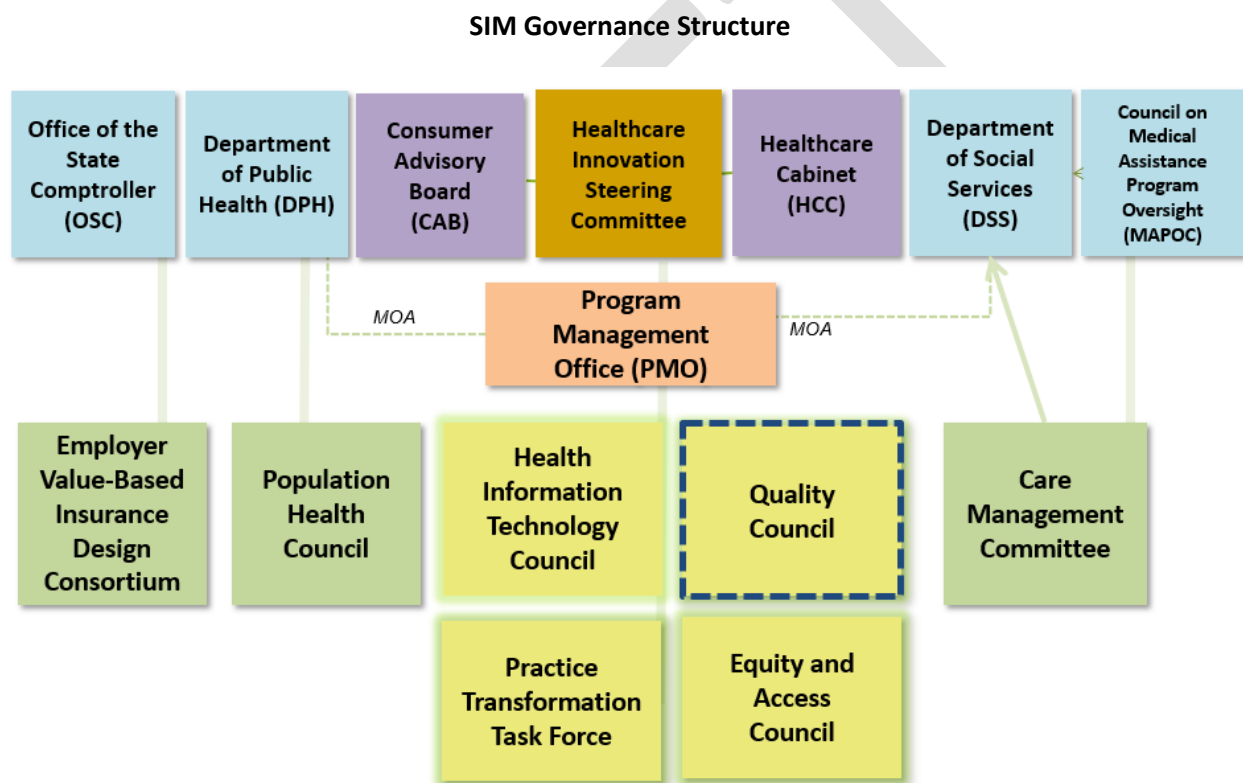 SIM Governance Structure
Office of the
State
Comptroller
(OSC)
Department
of Public
Health (DPH)
Consumer
Advisory
Board
(CAB)
Healthcare
Innovation
Steering
Committee
Healthcare
Cabinet
(HCC)
Department
of Social
Services
(DSS)
Council on
Medical
Assistance
Program
Oversight
(MAPOC)
MOA
Program
Management
Office (PMO)
MOA
Employer
Value-Based
Insurance
Design
Consortium
Population
Health
Council
Health
Information
Technology
Council
Quality
Council
Care
Management
Committee
Practice
Transformation
Task Force
Equity and
Access
Council